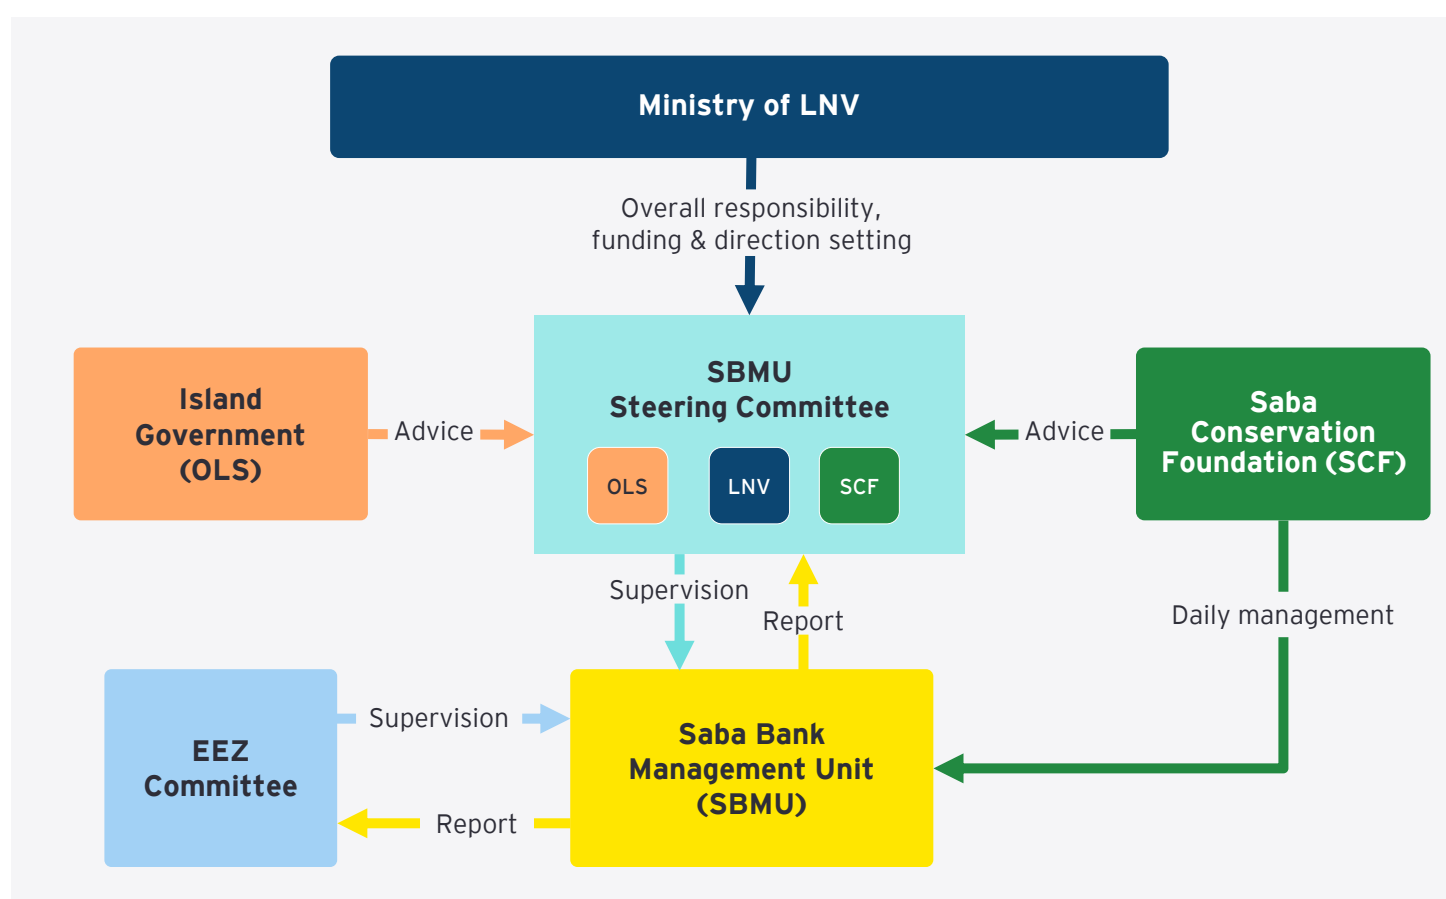 Ministry of LNV
Overall responsibility,
funding & direction setting
SBMU
Steering Committee
OLS
LNV
SCF
Island
Government
(OLS)
Advice
Advice
Saba
Conservation
Foundation (SCF)
Supervision
Report
Daily management
EEZ
Committee
Supervision
Report
Saba Bank
Management Unit
(SBMU)